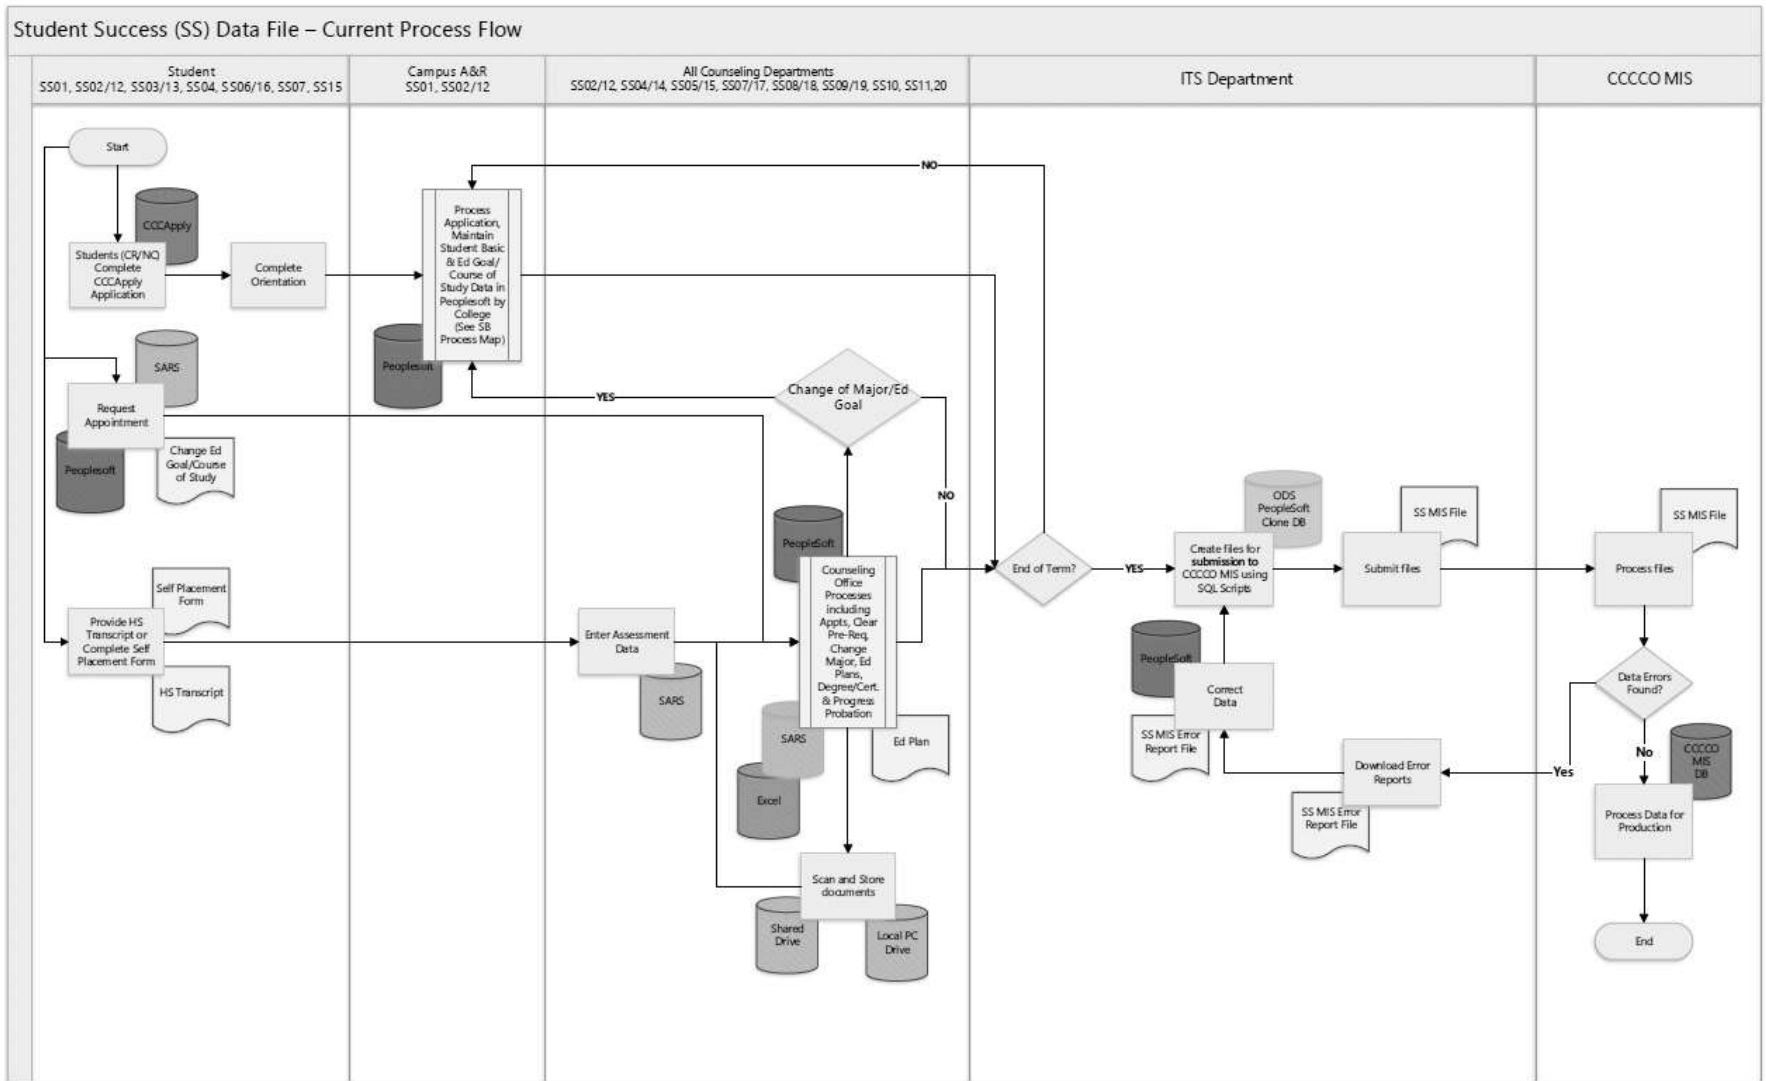 Student Success (SS) Data File – Current Process Flow
Student
SS01, SS02/12, SS03/13, SS04, SS06/16, SS07, SS15
Campus A&R
SS01, SS02/12
All Counseling Departments
SS02/12, SS04/14, SS05/15, SS07/17, SS08/18, SS09/19, SS10, SS11,20
ITS Department
CCCCO MIS
Start
CCCApply
Students (CR/NC)
Complete
CCCApply
Application
Complete
Orientation
SARS
Request
Appointment
Peoplesoft
Change Ed
Goal/Course
of Study
Self Placement
Form
Provide HS
Transcript or
Complete Self
Placement Form
HS Transcript
Process
Application,
Maintain
Student Basic
& Ed Goal/
Course of
Study Data in
Peoplesoft by
College
(See SB
Process Map)
Peoplesoft
NO
YES
Change of Major/Ed
Goal
NO
PeopleSoft
Enter Assessment
Data
SARS
Counseling
Office
Processes
including
Appts, Clear
Pre-Req,
Change
Major, Ed
Plans,
Degree/Cert.
& Progress
Probation
SARS
Excel
Ed Plan
Scan and Store
documents
Shared
Drive
Local PC
Drive
End of Term?
YES
ODS
PeopleSoft
Clone DB
Create files for
submission to
CCCCO MIS using
SQL Scripts
SS MIS File
Submit files
PeopleSoft
Correct
Data
SS MIS Error
Report File
Download Error
Reports
SS MIS Error
Report File
SS MIS File
Process files
Data Errors
Found?
Yes
No
CCCCO
MIS
DB
Process Data for
Production
End